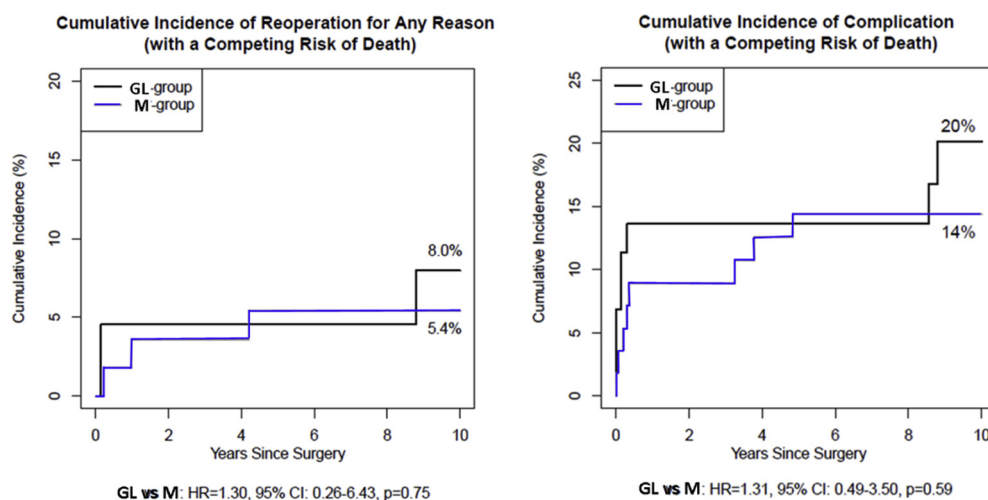 Cumulative Incidence of Reoperation for Any Reason
(with a Competing Risk of Death)
GL-group
M-group
8.0%
5.4%
Cumulative Incidence (%)
20
15
10
5
0
0 2 4 6 8 10
Years Since Surgery
GL vs M: HR=1.30, 95% CI: 0.26-6.43, p=0.75
Cumulative Incidence of Complication
(with a Competing Risk of Death)
GL-group
M-group
20%
14%
Cumulative Incidence (%)
25
20
15
10
5
0
0 2 4 6 8 10
Years Since Surgery
GL vs M: HR=1.31, 95% CI: 0.49-3.50, p=0.59